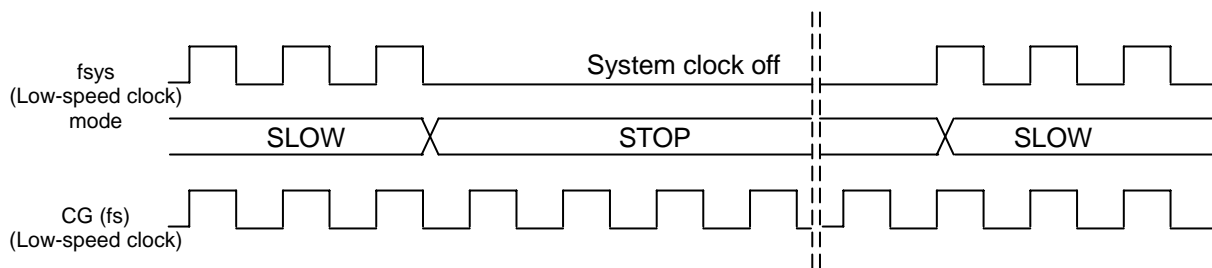 fsys
(Low-speed clock)
System clock off
mode
SLOW
STOP
SLOW
CG (fs)
(Low-speed clock)